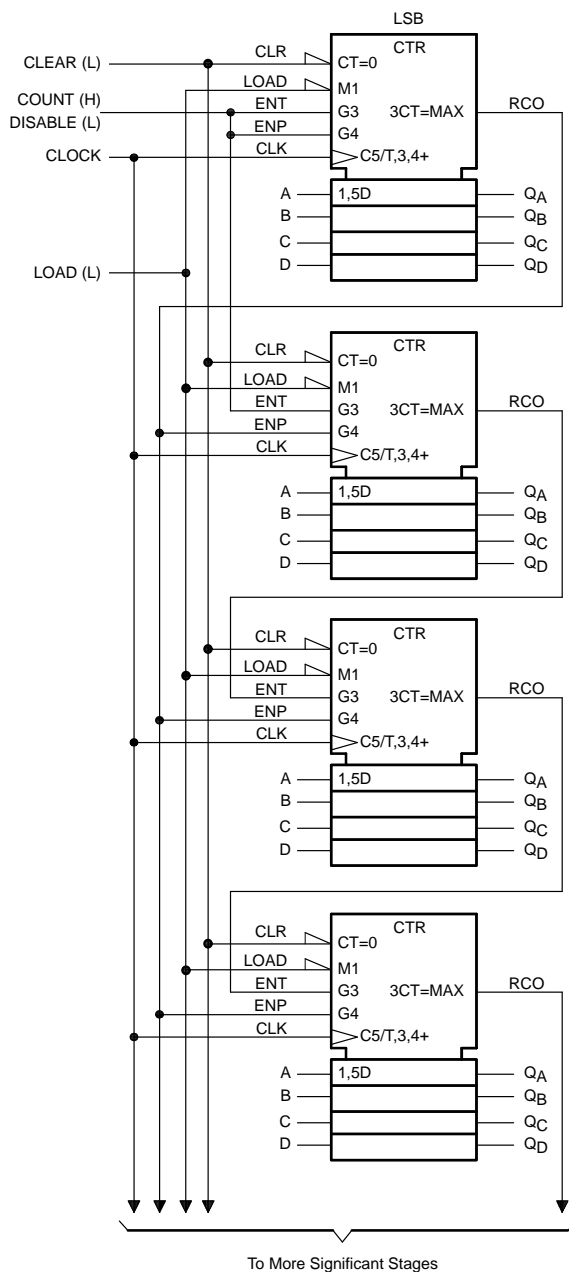 LSB
CTR
CLEAR (L)
CLR
CT=0
LOAD
M1
COUNT (H)
DISABLE (L)
ENT
G3
3CT=MAX
RCO
ENP
G4
CLOCK
CLK
C5/T,3,4+
A
1,5D
QA
B
QB
C
QC
LOAD (L)
D
QD
CTR
CLR
CT=0
LOAD
M1
ENT
G3
3CT=MAX
RCO
ENP
G4
CLK
C5/T,3,4+
A
1,5D
QA
B
QB
C
QC
D
QD
CTR
CLR
CT=0
LOAD
M1
ENT
G3
3CT=MAX
RCO
ENP
G4
CLK
C5/T,3,4+
A
1,5D
QA
B
QB
C
QC
D
QD
CTR
CLR
CT=0
LOAD
M1
ENT
G3
3CT=MAX
RCO
ENP
G4
CLK
C5/T,3,4+
A
1,5D
QA
B
QB
C
QC
D
QD
To More Significant Stages